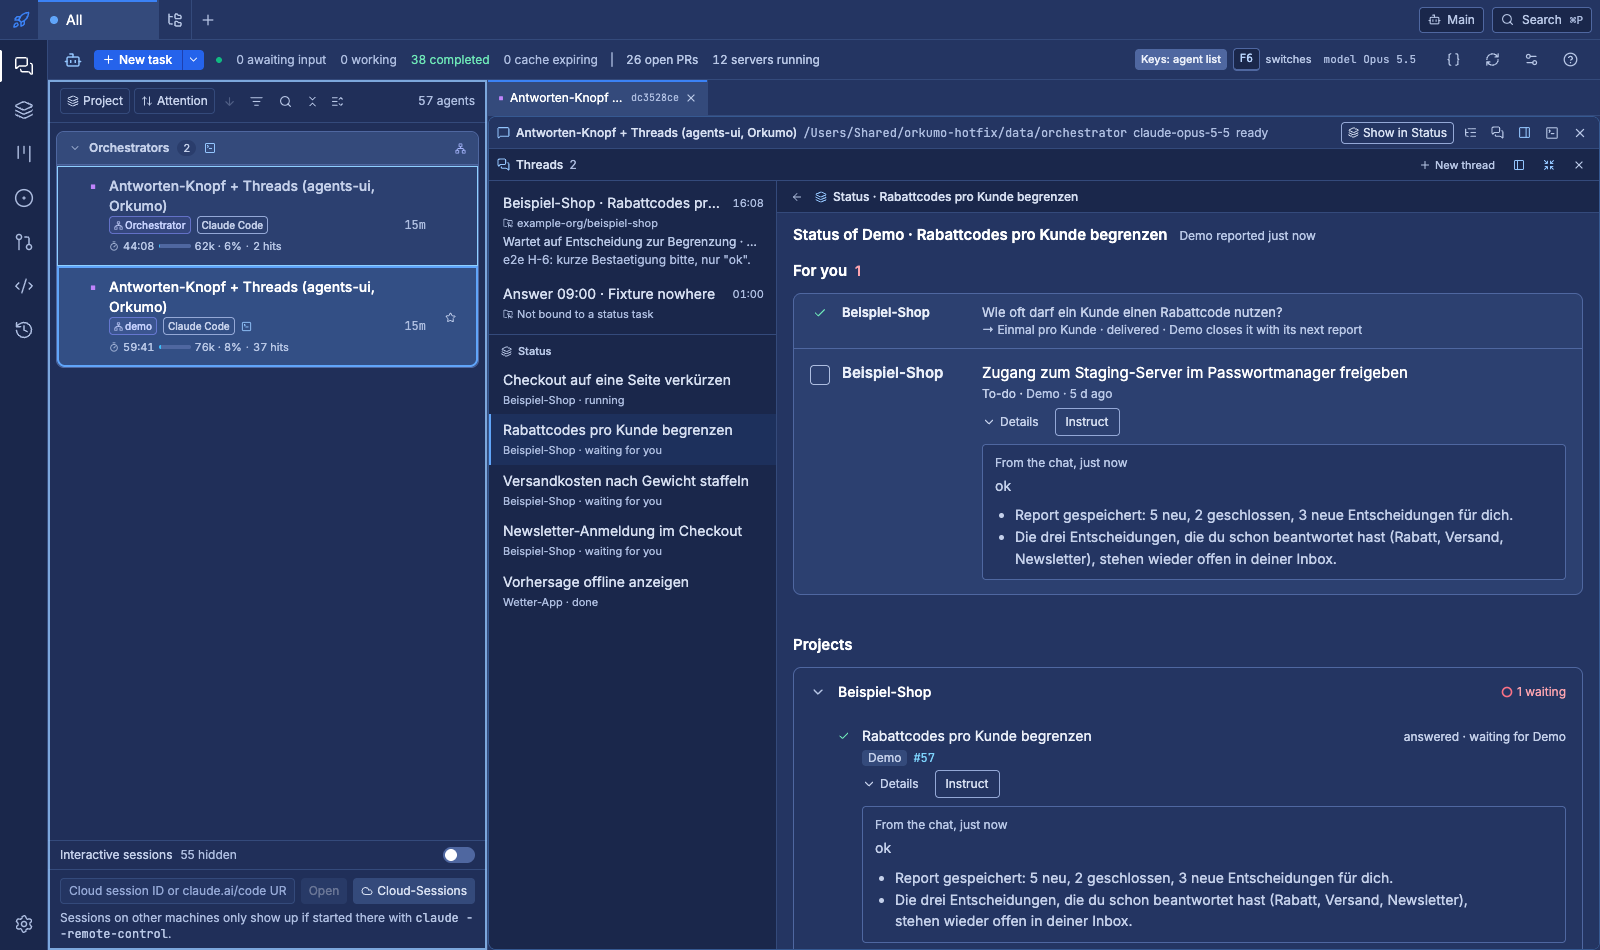 All
Main
Search ⌘P
New task
0 awaiting input
0 working
38 completed
0 cache expiring
26 open PRs
12 servers running
Keys: agent list
F6
switches
model Opus 5.5
Project
Attention
57 agents
Orchestrators 2
Antworten-Knopf + Threads (agents-ui,
Orkumo)
Orchestrator
Claude Code
15m
44:08
62k · 6% · 2 hits
Antworten-Knopf + Threads (agents-ui,
Orkumo)
demo
Claude Code
15m
59:41
76k · 8% · 37 hits
Interactive sessions 55 hidden
Cloud session ID or claude.ai/code UR
Open
Cloud-Sessions
Sessions on other machines only show up if started there with claude -
-remote-control.
Antworten-Knopf ... dc3528ce
Antworten-Knopf + Threads (agents-ui, Orkumo) /Users/Shared/orkumo-hotfix/data/orchestrator claude-opus-5-5 ready
Show in Status
Threads 2
New thread
Beispiel-Shop · Rabattcodes pr... 16:08
example-org/beispiel-shop
Wartet auf Entscheidung zur Begrenzung · ...
e2e H-6: kurze Bestaetigung bitte, nur "ok".
Answer 09:00 · Fixture nowhere 01:00
Not bound to a status task
Status
Checkout auf eine Seite verkürzen
Beispiel-Shop · running
Rabattcodes pro Kunde begrenzen
Beispiel-Shop · waiting for you
Versandkosten nach Gewicht staffeln
Beispiel-Shop · waiting for you
Newsletter-Anmeldung im Checkout
Beispiel-Shop · waiting for you
Vorhersage offline anzeigen
Wetter-App · done
Status · Rabattcodes pro Kunde begrenzen
Status of Demo · Rabattcodes pro Kunde begrenzen Demo reported just now
For you 1
Beispiel-Shop
Wie oft darf ein Kunde einen Rabattcode nutzen?
→ Einmal pro Kunde · delivered · Demo closes it with its next report
Beispiel-Shop
Zugang zum Staging-Server im Passwortmanager freigeben
To-do · Demo · 5 d ago
Details
Instruct
From the chat, just now
ok
• Report gespeichert: 5 neu, 2 geschlossen, 3 neue Entscheidungen für dich.
• Die drei Entscheidungen, die du schon beantwortet hast (Rabatt, Versand,
Newsletter), stehen wieder offen in deiner Inbox.
Projects
Beispiel-Shop
1 waiting
Rabattcodes pro Kunde begrenzen
answered · waiting for Demo
Demo #57
Details
Instruct
From the chat, just now
ok
• Report gespeichert: 5 neu, 2 geschlossen, 3 neue Entscheidungen für dich.
• Die drei Entscheidungen, die du schon beantwortet hast (Rabatt, Versand, Newsletter),
stehen wieder offen in deiner Inbox.